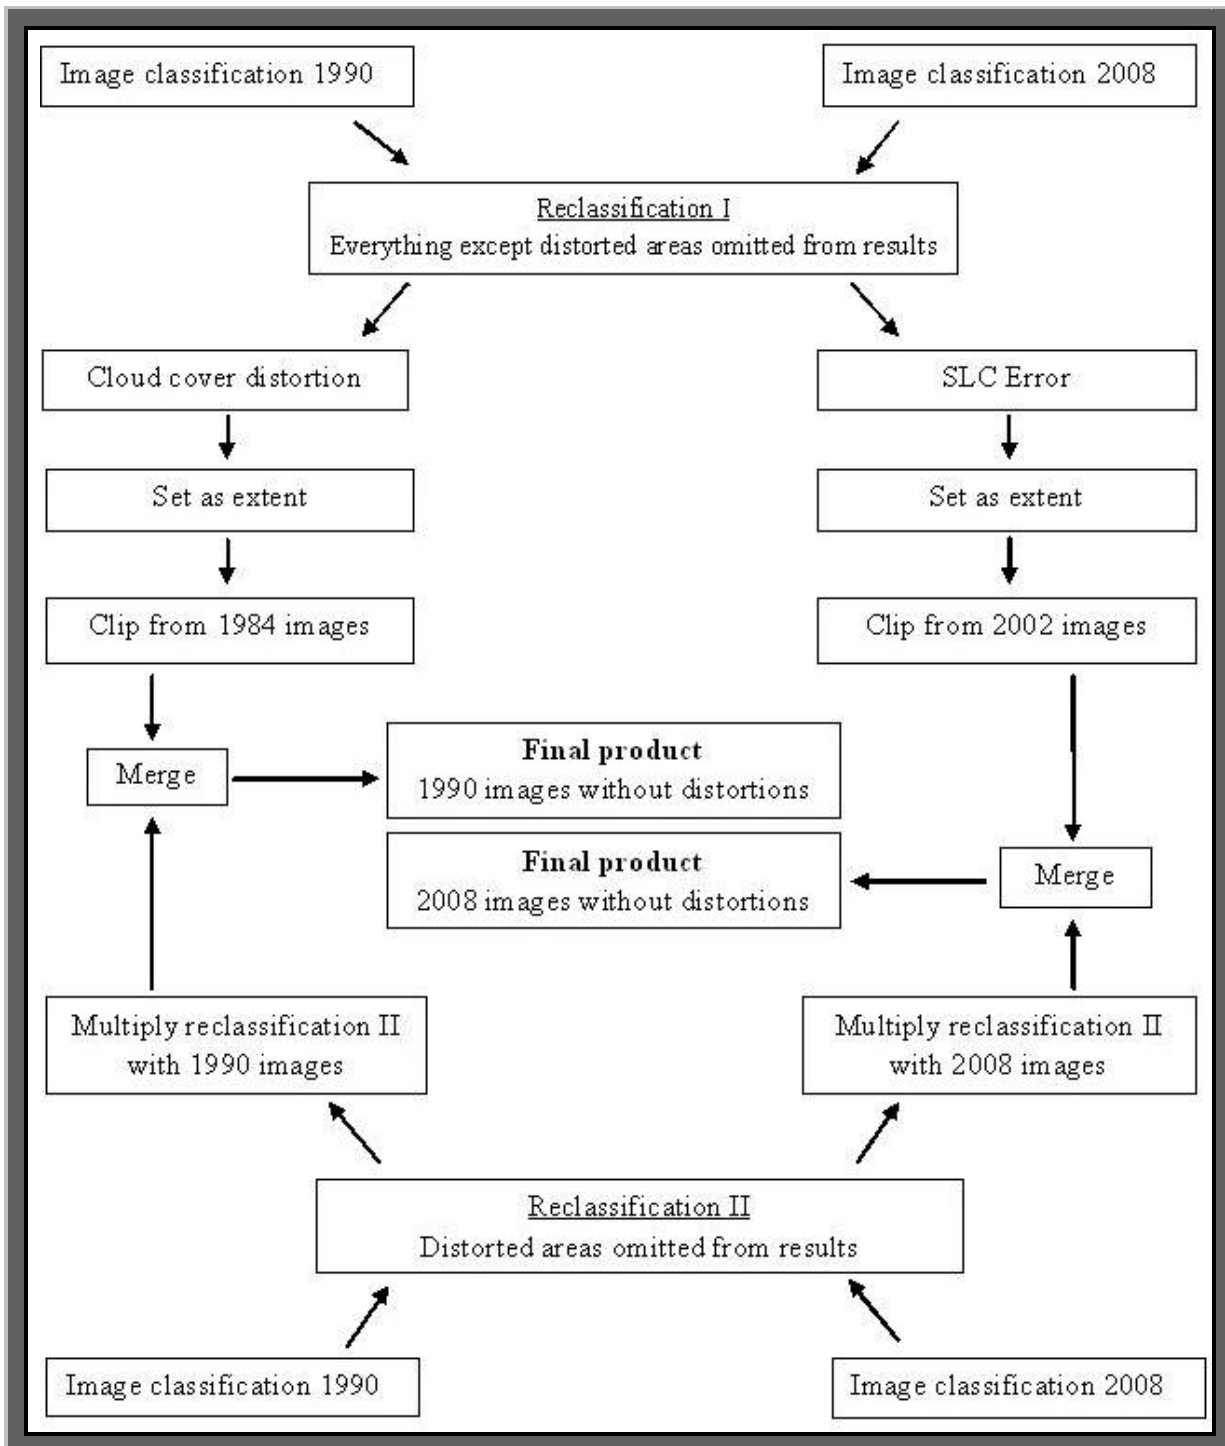 Image classification 1990
Image classification 2008
Reclassification I
Everything except distorted areas omitted from results
Cloud cover distortion
SLC Error
Set as extent
Set as extent
Clip from 1984 images
Clip from 2002 images
Merge
Final product
1990 images without distortions
Final product
2008 images without distortions
Merge
Multiply reclassification II
with 1990 images
Multiply reclassification II
with 2008 images
Reclassification II
Distorted areas omitted from results
Image classification 1990
Image classification 2008